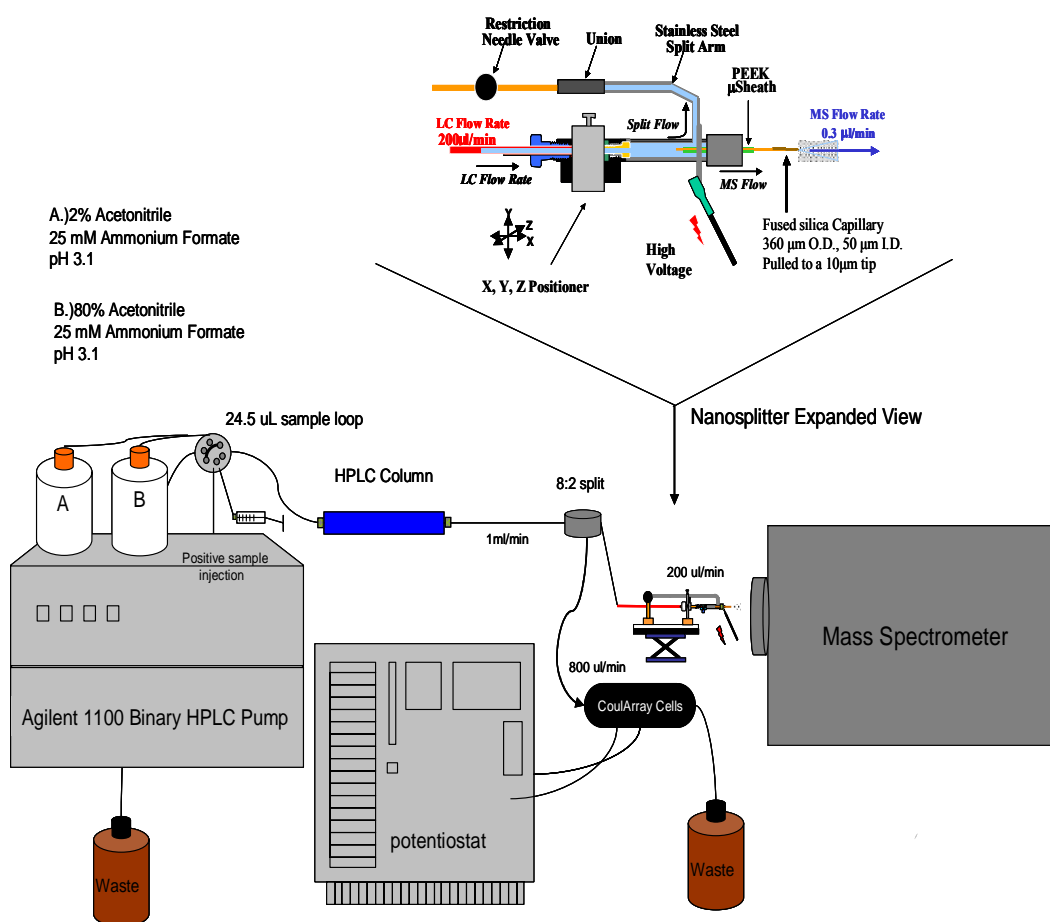 Restriction
Needle Valve
Union
Stainless Steel
Split Arm
PEEK
µSheath
LC Flow Rate
200ul/min
Split Flow
MS Flow Rate
0.3 µl/min
LC Flow Rate
MS Flow
Y
Z
X
High
Voltage
Fused silica Capillary
360 µm O.D., 50 µm I.D.
Pulled to a 10µm tip
X, Y, Z Positioner
A.)2% Acetonitrile
25 mM Ammonium Formate
pH 3.1
B.)80% Acetonitrile
25 mM Ammonium Formate
pH 3.1
Nanosplitter Expanded View
24.5 uL sample loop
HPLC Column
8:2 split
A
B
1ml/min
Positive sample
injection
200 ul/min
Mass Spectrometer
800 ul/min
CoulArray Cells
Agilent 1100 Binary HPLC Pump
potentiostat
Waste
Waste